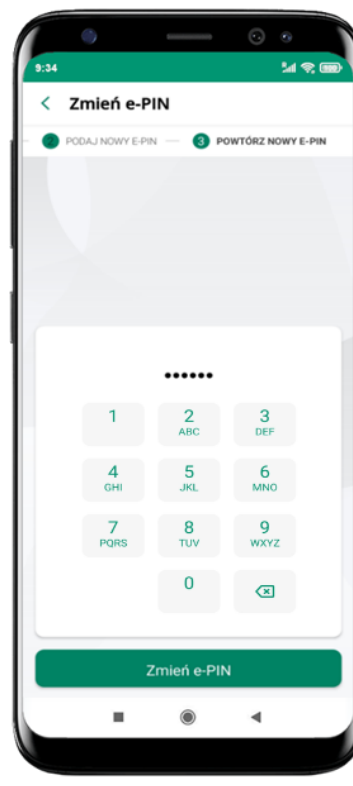 9:34
Zmień e-PIN
2 PODAJ NOWY E-PIN 3 POWTÓRZ NOWY E-PIN
••••••
1 2 3
ABC DEF
4 5 6
GHI JKL MNO
7 8 9
PQRS TUV WXYZ
0
Zmień e-PIN